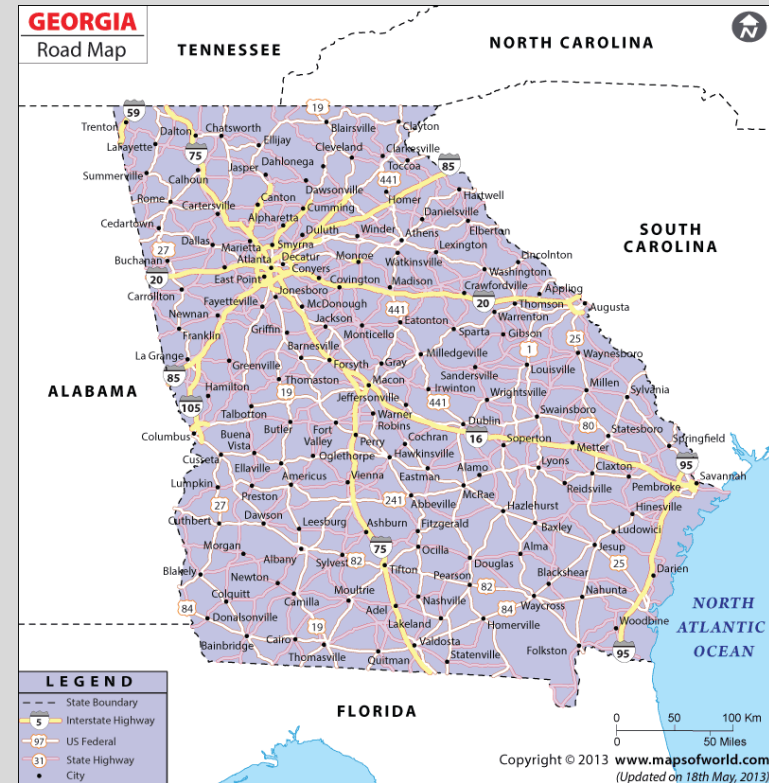 GEORGIA
Road Map
TENNESSEE
NORTH CAROLINA
N
59
19
Trenton
Dalton
Chatsworth
Blairsville
Clayton
Lafayette
Ellijay
Cleveland
Clarkesville
75
Toccoa
85
Summerville
Calhoun
Jasper
Dahlonega
441
Dawsonville
Hartwell
Rome
Cartersville
Canton
Cumming
Homer
Cedartown
Alpharetta
Danielsville
Duluth
Winder
Athens
Elberton
SOUTH
CAROLINA
27
Dallas
Marietta
Smyrna
Lexington
Buchanan
Atlanta
Decatur
Monroe
Watkinsville
Lincolnton
20
East Point
Conyers
Washington
Carrollton
Jonesboro
Covington
Madison
Crawfordville
Appling
Fayetteville
McDonough
20
Thomson
Augusta
Newnan
441
Warrenton
Jackson
Eatonton
Franklin
Griffin
Monticello
Sparta
Gibson
25
Barnesville
1
La Grange
Milledgeville
Waynesboro
85
Greenville
Forsyth
Gray
Louisville
Thomaston
Macon
Sandersville
ALABAMA
Hamilton
19
Irwinton
Millen
Sylvania
105
Jeffersonville
441
Wrightsville
Talbotton
Warner
Robins
Swainsboro
Butler
Fort
Valley
Dublin
80
Columbus
Buena
Vista
Perry
Cochran
16
Soperton
Statesboro
Springfield
Metter
Cusseta
Ellaville
Oglethorpe
Hawkinsville
95
Lyons
Lumpkin
Americus
Vienna
Eastman
Alamo
Claxton
Savannah
Preston
McRae
Reidsville
Pembroke
27
241
Abbeville
Hazlehurst
Hinesville
Cuthbert
Dawson
Leesburg
Ashburn
Fitzgerald
Baxley
Ludowici
Morgan
75
Ocilla
Alma
Jesup
Albany
Sylvest
82
Douglas
25
Blakely
Newton
Tifton
Pearson
Blackshear
Darien
Colquitt
Moultrie
82
Nahunta
84
Camilla
Adel
Nashville
84
Waycross
NORTH
ATLANTIC
OCEAN
Donalsonville
Lakeland
Homerville
Woodbine
19
Bainbridge
Cairo
Valdosta
Folkston
95
Thomasville
Quitman
Statenville
LEGEND
State Boundary
5
Interstate Highway
97
US Federal
31
State Highway
City
FLORIDA
0 50 100 Km
0 50 Miles
Copyright © 2013 www.mapsofworld.com
(Updated on 18th May, 2013)